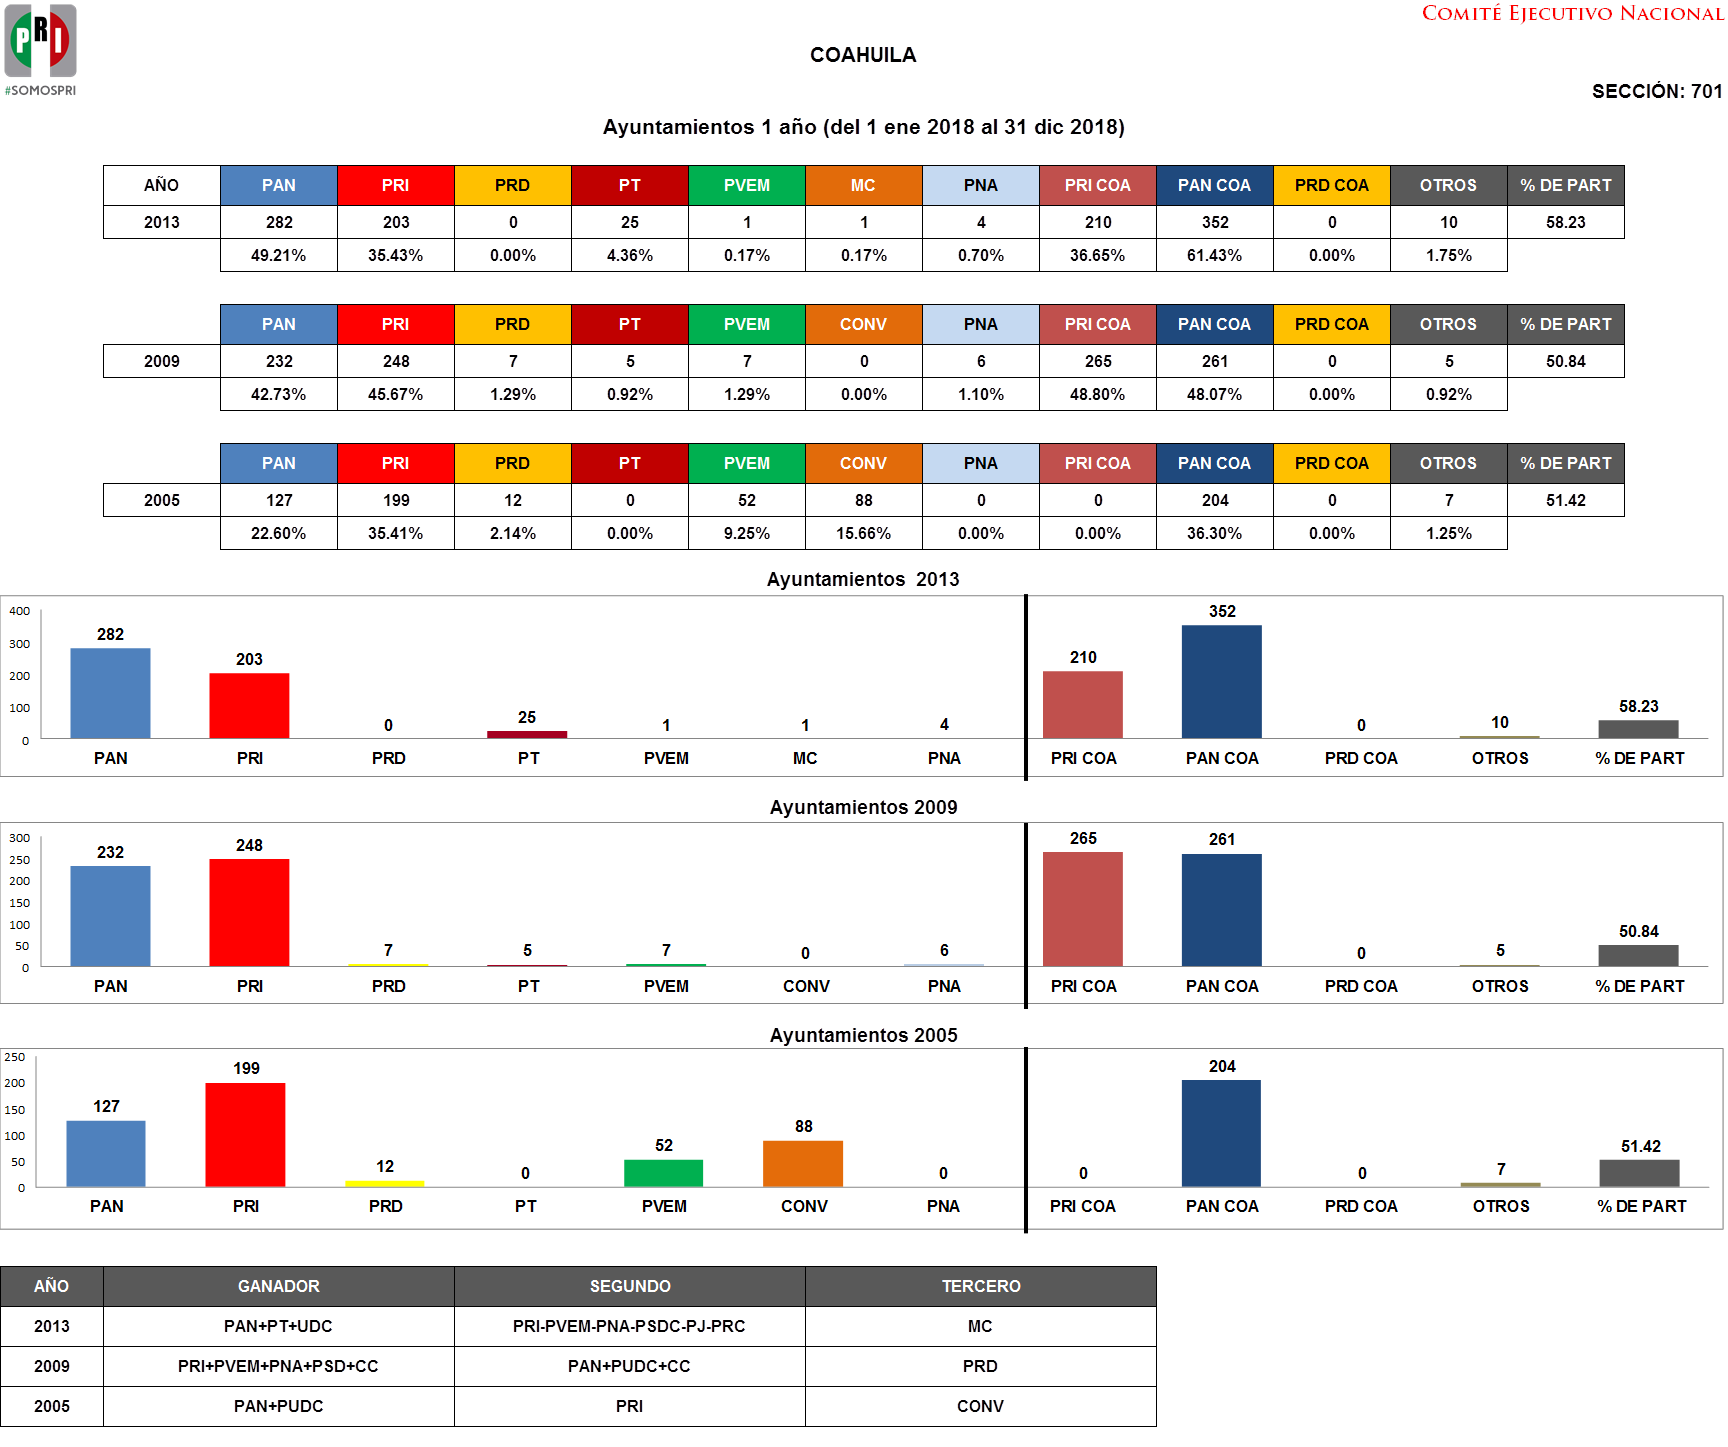 COMITÉ EJECUTIVO NACIONAL
PRI
#SOMOSPRI
COAHUILA
SECCIÓN: 701
Ayuntamientos 1 año (del 1 ene 2018 al 31 dic 2018)
AÑO PAN PRI PRD PT PVEM MC PNA PRI COA PAN COA PRD COA OTROS % DE PART
2013 282 203 0 25 1 1 4 210 352 0 10 58.23
49.21% 35.43% 0.00% 4.36% 0.17% 0.17% 0.70% 36.65% 61.43% 0.00% 1.75%
PAN PRI PRD PT PVEM CONV PNA PRI COA PAN COA PRD COA OTROS % DE PART
2009 232 248 7 5 7 0 6 265 261 0 5 50.84
42.73% 45.67% 1.29% 0.92% 1.29% 0.00% 1.10% 48.80% 48.07% 0.00% 0.92%
PAN PRI PRD PT PVEM CONV PNA PRI COA PAN COA PRD COA OTROS % DE PART
2005 127 199 12 0 52 88 0 0 204 0 7 51.42
22.60% 35.41% 2.14% 0.00% 9.25% 15.66% 0.00% 0.00% 36.30% 0.00% 1.25%
Ayuntamientos 2013
400
300
200
100
0
282 203 0 25 1 1 4 210 352 0 10 58.23
PAN PRI PRD PT PVEM MC PNA PRI COA PAN COA PRD COA OTROS % DE PART
Ayuntamientos 2009
300
250
200
150
100
50
0
232 248 7 5 7 0 6 265 261 0 5 50.84
PAN PRI PRD PT PVEM CONV PNA PRI COA PAN COA PRD COA OTROS % DE PART
Ayuntamientos 2005
250
200
150
100
50
0
127 199 12 0 52 88 0 0 204 0 7 51.42
PAN PRI PRD PT PVEM CONV PNA PRI COA PAN COA PRD COA OTROS % DE PART
AÑO GANADOR SEGUNDO TERCERO
2013 PAN+PT+UDC PRI-PVEM-PNA-PSDC-PJ-PRC MC
2009 PRI+PVEM+PNA+PSD+CC PAN+PUDC+CC PRD
2005 PAN+PUDC PRI CONV